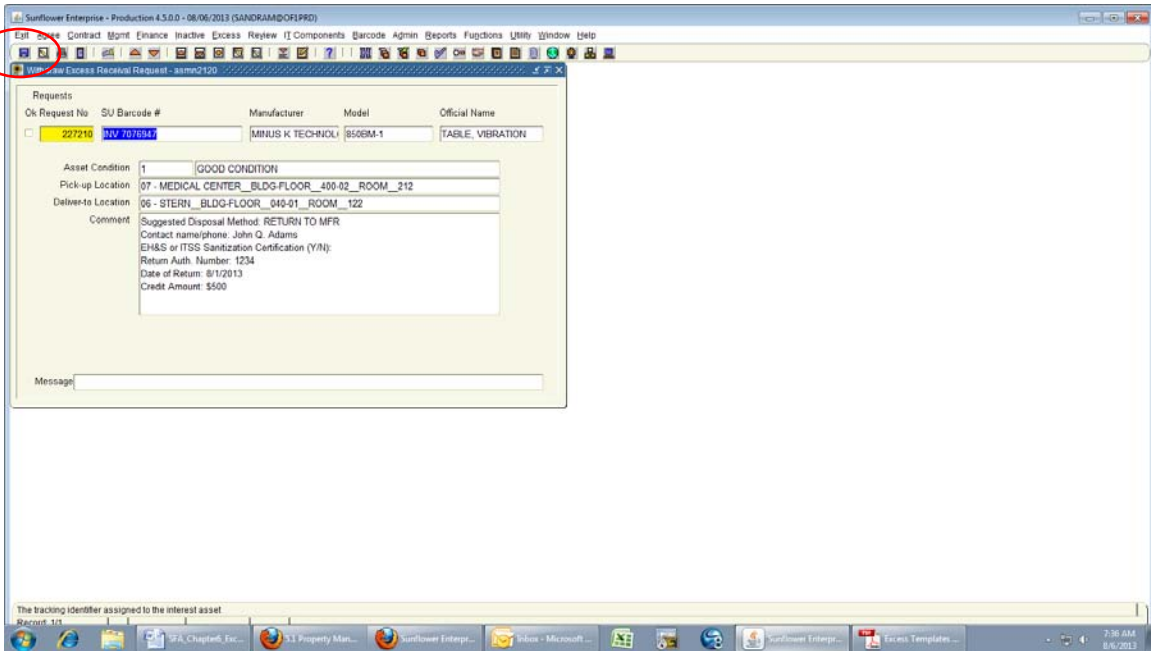 Sunflower Enterprise - Production 4.5.0.0 - 08/06/2013 (SANDRAM@OF1PRD)
Exit Agree Contract Mgmt Finance Inactive Excess Review IT Components Barcode Admin Reports Functions Utility Window Help
Withdraw Excess Receival Request - asmn2120
Requests
Ok Request No SU Barcode # Manufacturer Model Official Name
227210 INV 7076947 MINUS K TECHNOL 850BM-1 TABLE, VIBRATION
Asset Condition 1 GOOD CONDITION
Pick-up Location 07 - MEDICAL CENTER__BLDG-FLOOR__400-02__ROOM__212
Deliver-to Location 06 - STERN__BLDG-FLOOR__040-01__ROOM__122
Comment Suggested Disposal Method: RETURN TO MFR
Contact name/phone: John Q. Adams
EH&S or ITSS Sanitization Certification (Y/N):
Return Auth. Number: 1234
Date of Return: 8/1/2013
Credit Amount: $500
Message
The tracking identifier assigned to the interest asset
Record: 1/1
SFA_Chapter6_Exc... 5.1 Property Man... Sunflower Enterpr... Inbox - Microsoft ... Sunflower Enterpr... Excess Templates ... 7:36 AM
8/6/2013